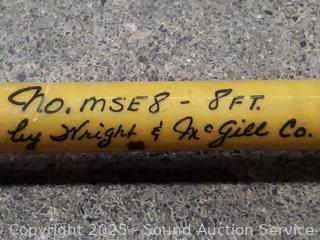 No. MSE8 - 8FT.
by Wright & McGill Co.
Copyright 2025 - Sound Auction Service